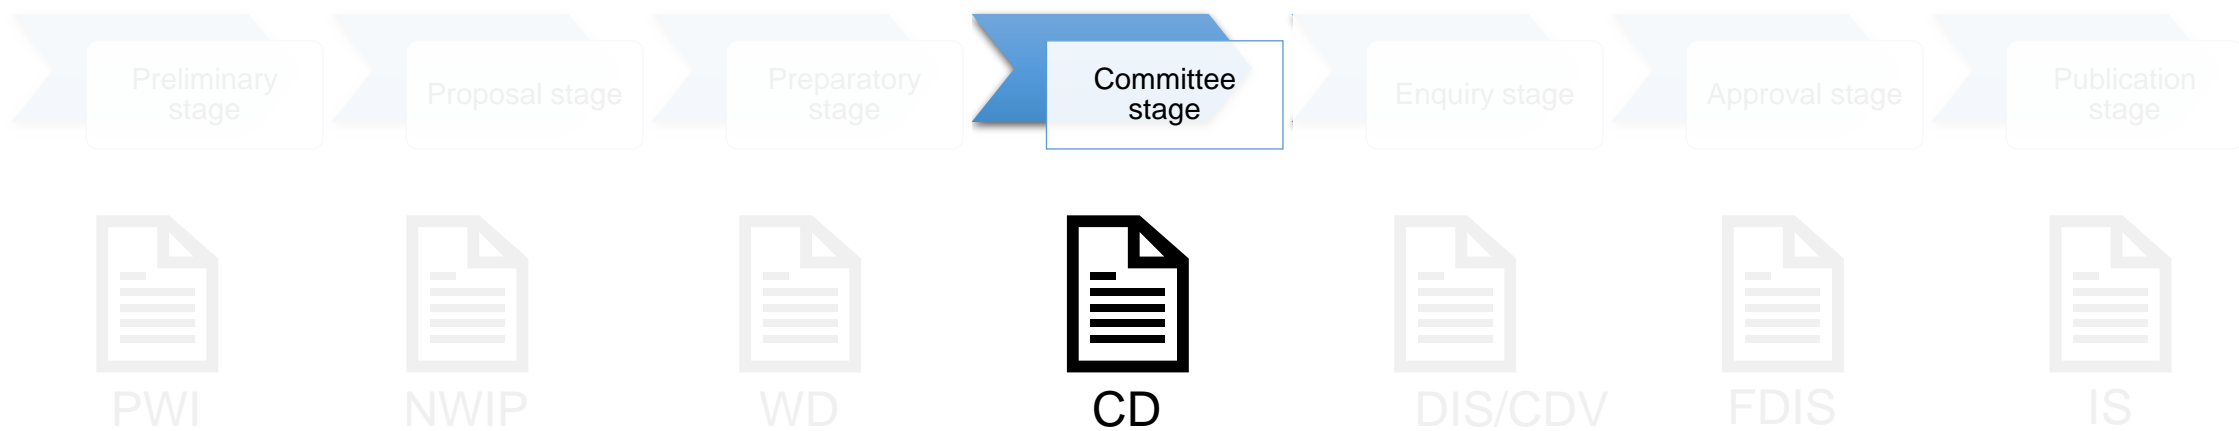 Preliminary
stage
Proposal stage
Preparatory
stage
Committee
stage
Enquiry stage
Approval stage
Publication
stage
PWI
NWIP
WD
CD
DIS/CDV
FDIS
IS